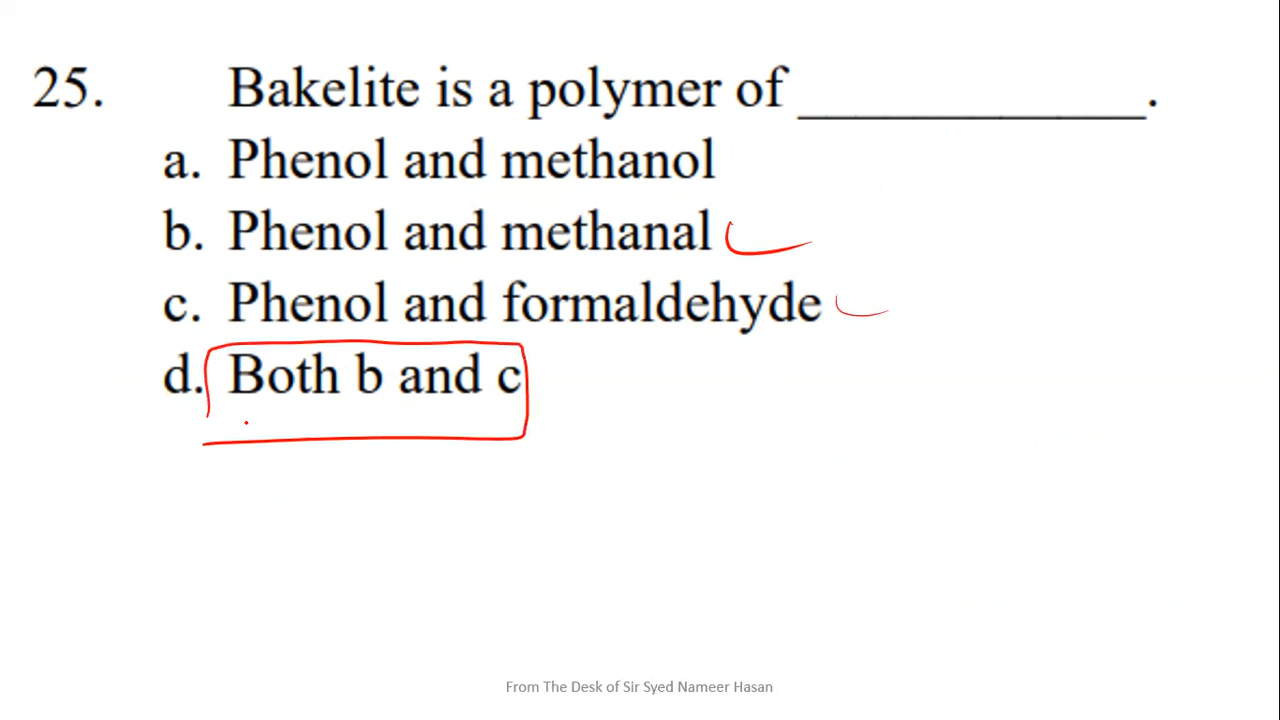 25. Bakelite is a polymer of ____________.
a. Phenol and methanol
b. Phenol and methanal
c. Phenol and formaldehyde
d. Both b and c
From The Desk of Sir Syed Nameer Hasan